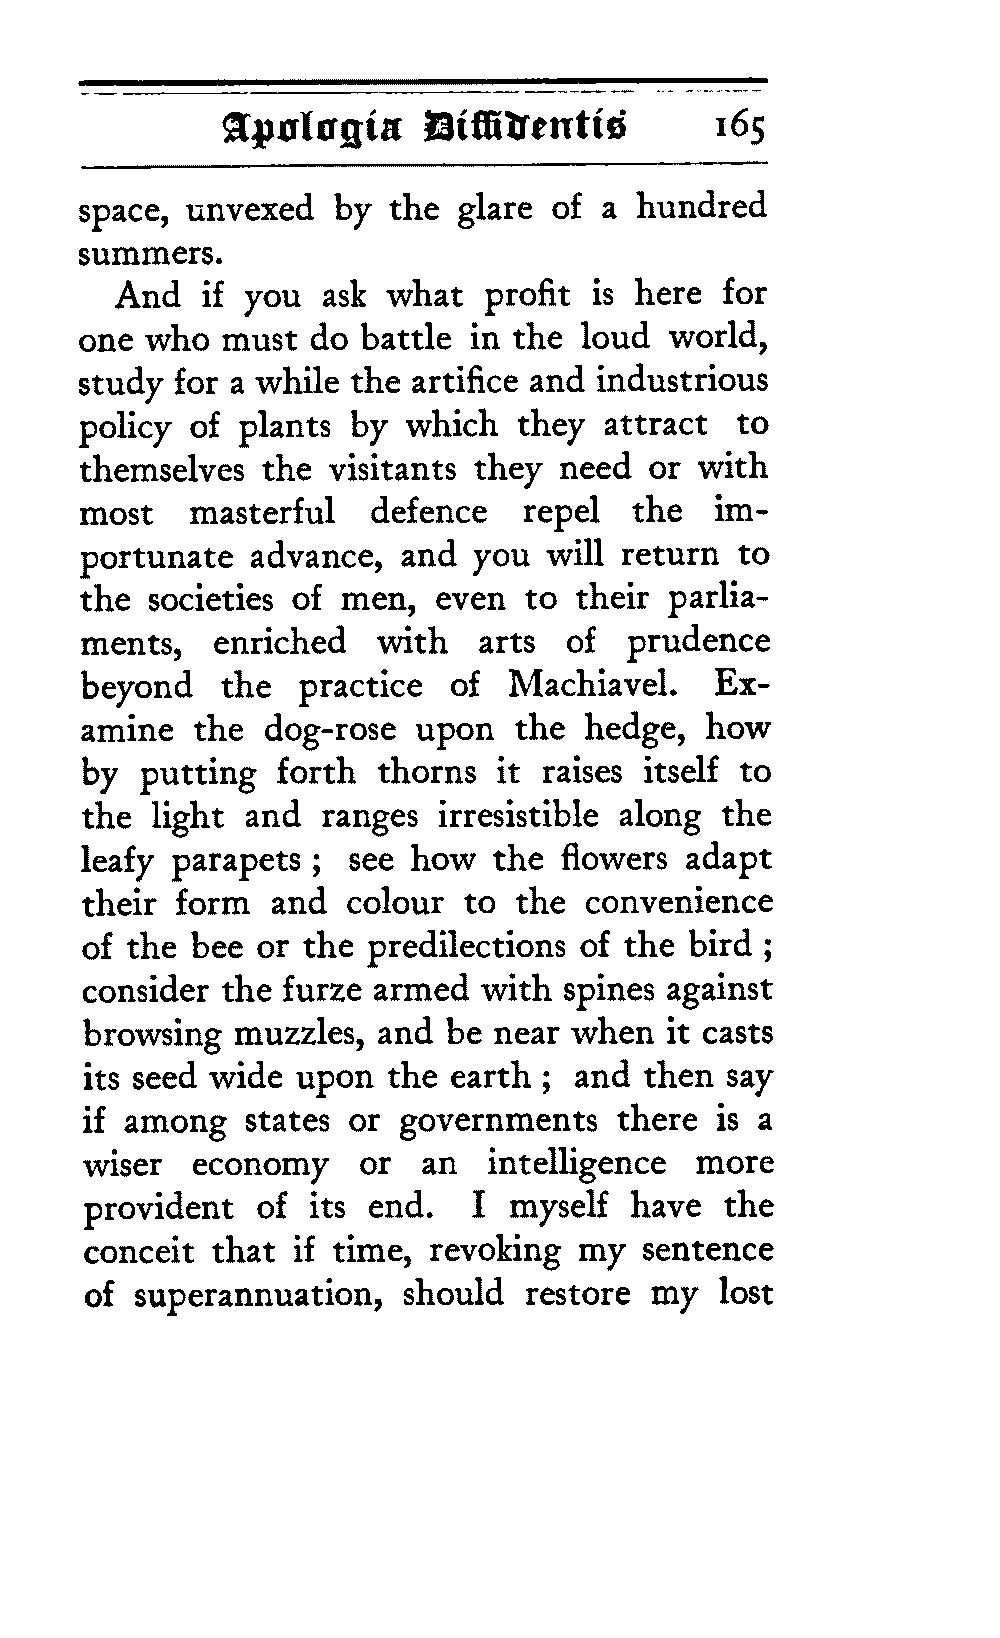 Apologia Diffidentis 165
space, unvexed by the glare of a hundred
summers.
And if you ask what profit is here for
one who must do battle in the loud world,
study for a while the artifice and industrious
policy of plants by which they attract to
themselves the visitants they need or with
most masterful defence repel the im-
portunate advance, and you will return to
the societies of men, even to their parlia-
ments, enriched with arts of prudence
beyond the practice of Machiavel. Ex-
amine the dog-rose upon the hedge, how
by putting forth thorns it raises itself to
the light and ranges irresistible along the
leafy parapets ; see how the flowers adapt
their form and colour to the convenience
of the bee or the predilections of the bird ;
consider the furze armed with spines against
browsing muzzles, and be near when it casts
its seed wide upon the earth ; and then say
if among states or governments there is a
wiser economy or an intelligence more
provident of its end. I myself have the
conceit that if time, revoking my sentence
of superannuation, should restore my lost